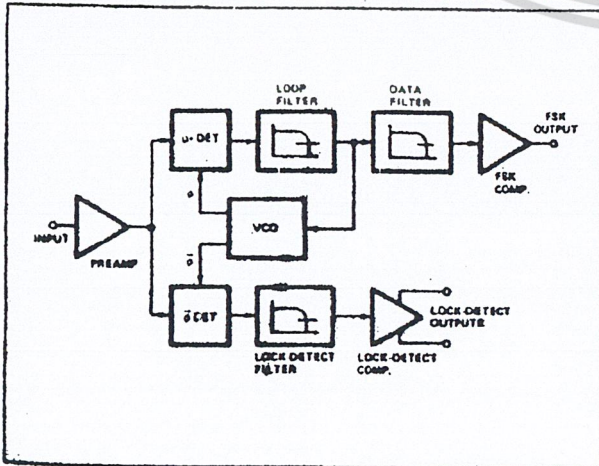 LOOP
FILTER
DATA
FILTER
FSK
OUTPUT
DET
FSK
COMP.
VCO
INPUT
PREAMP
DET
LOCK-DETECT
OUTPUTS
LOCK-DETECT
FILTER
LOCK-DETECT
COMP.